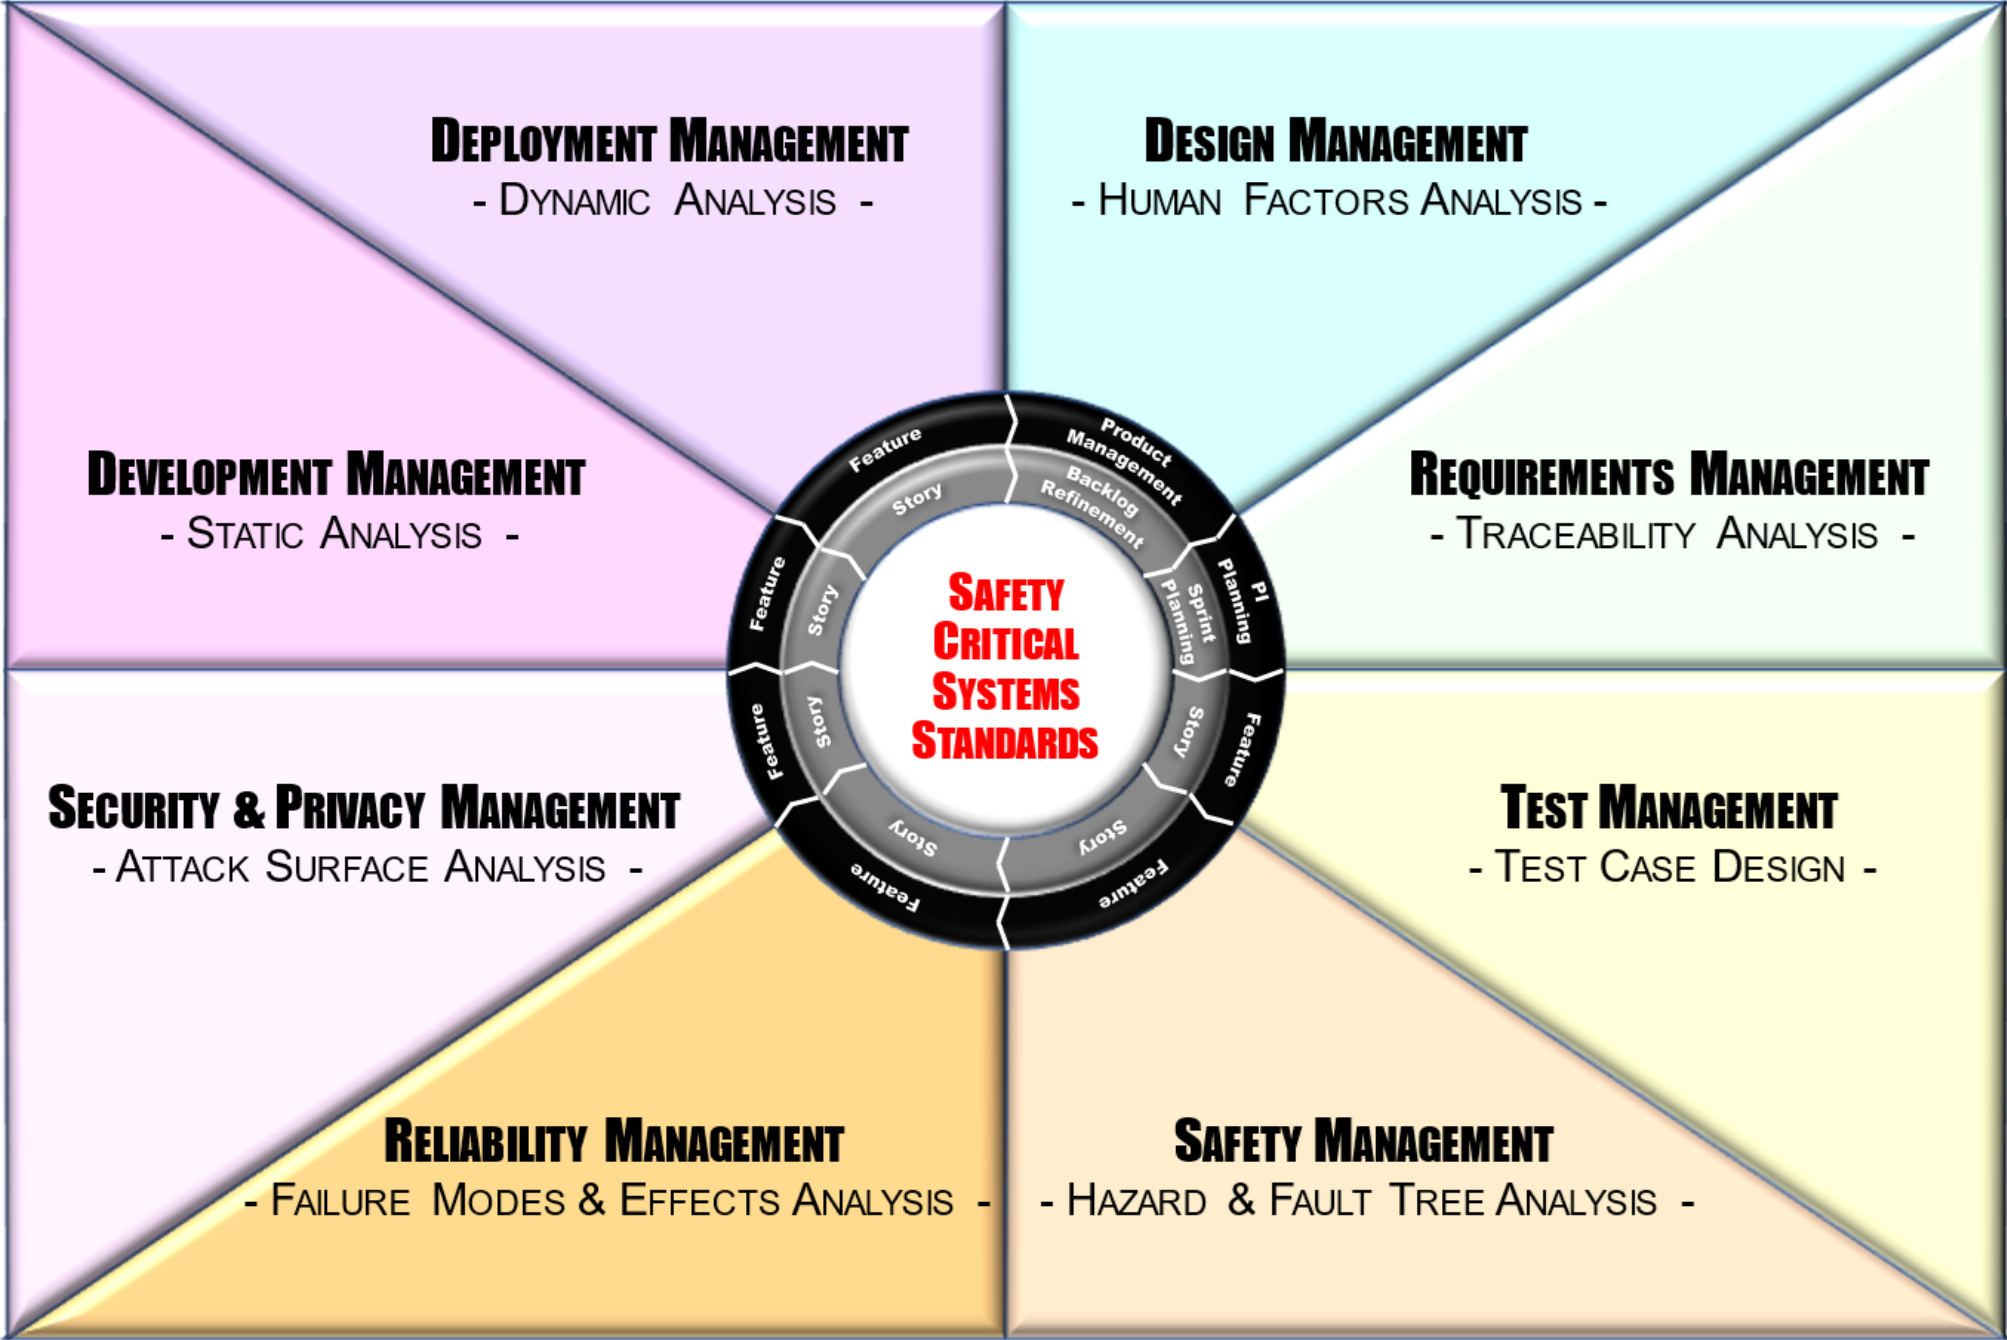 DEPLOYMENT MANAGEMENT
- DYNAMIC ANALYSIS -
DESIGN MANAGEMENT
- HUMAN FACTORS ANALYSIS -
DEVELOPMENT MANAGEMENT
- STATIC ANALYSIS -
REQUIREMENTS MANAGEMENT
- TRACEABILITY ANALYSIS -
Feature
Product
Management
Story
Backlog
Refinement
Feature
Story
PI
Planning
Sprint
Planning
SAFETY
CRITICAL
SYSTEMS
STANDARDS
Feature
Story
Story
Feature
Story
Feature
Story
Feature
SECURITY & PRIVACY MANAGEMENT
- ATTACK SURFACE ANALYSIS -
TEST MANAGEMENT
- TEST CASE DESIGN -
RELIABILITY MANAGEMENT
- FAILURE MODES & EFFECTS ANALYSIS -
SAFETY MANAGEMENT
- HAZARD & FAULT TREE ANALYSIS -